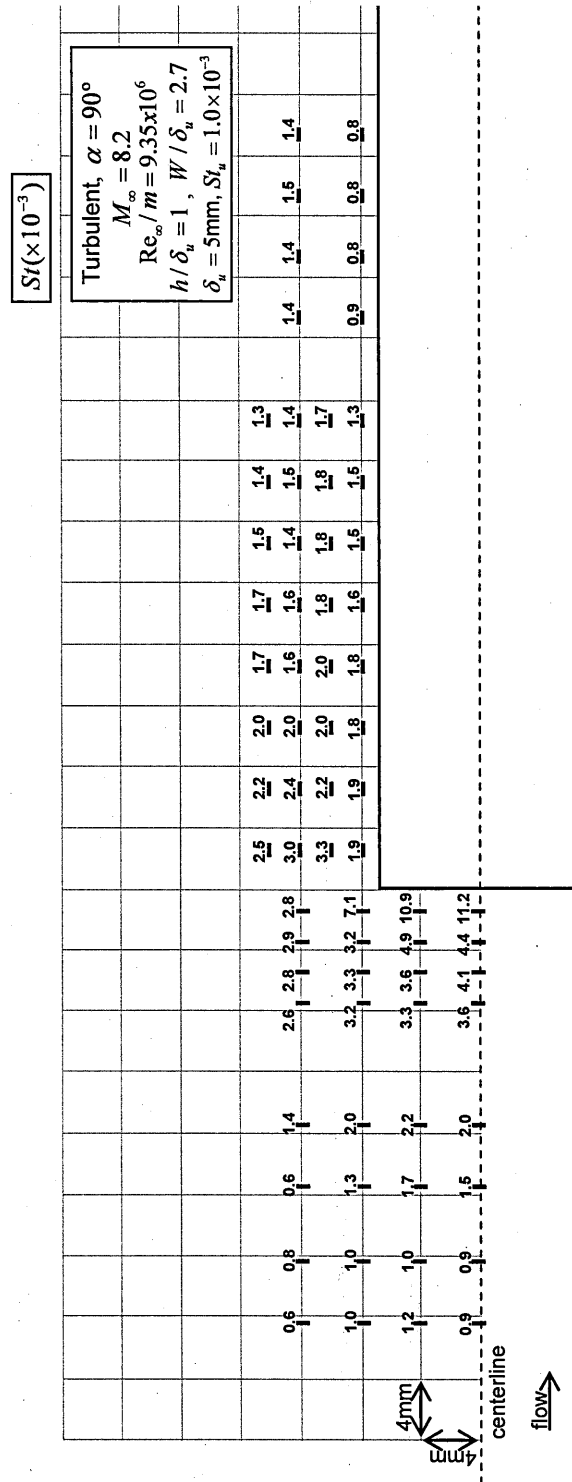 St(×10⁻³)
Turbulent, α = 90°
M∞ = 8.2
Re∞ / m = 9.35x10⁶
h/δᵤ = 1 , W/δᵤ = 2.7
δᵤ = 5mm, Stᵤ = 1.0×10⁻³
2.5 2.2 2.0 1.7 1.7 1.5 1.4 1.3
0.6 0.8 0.6 1.4 2.6 2.8 2.9 2.8 3.0 2.4 2.0 1.6 1.6 1.4 1.5 1.4 1.4 1.4 1.5 1.4
3.3 2.2 2.0 2.0 1.8 1.8 1.8 1.7
1.0 1.0 1.3 2.0 3.2 3.3 3.2 7.1 1.9 1.9 1.8 1.8 1.6 1.5 1.5 1.3 0.9 0.8 0.8 0.8
4mm 1.2 1.0 1.7 2.2 3.3 3.6 4.9 10.9
4mm 0.9 0.9 1.5 2.0 3.6 4.1 4.4 11.2
centerline
flow